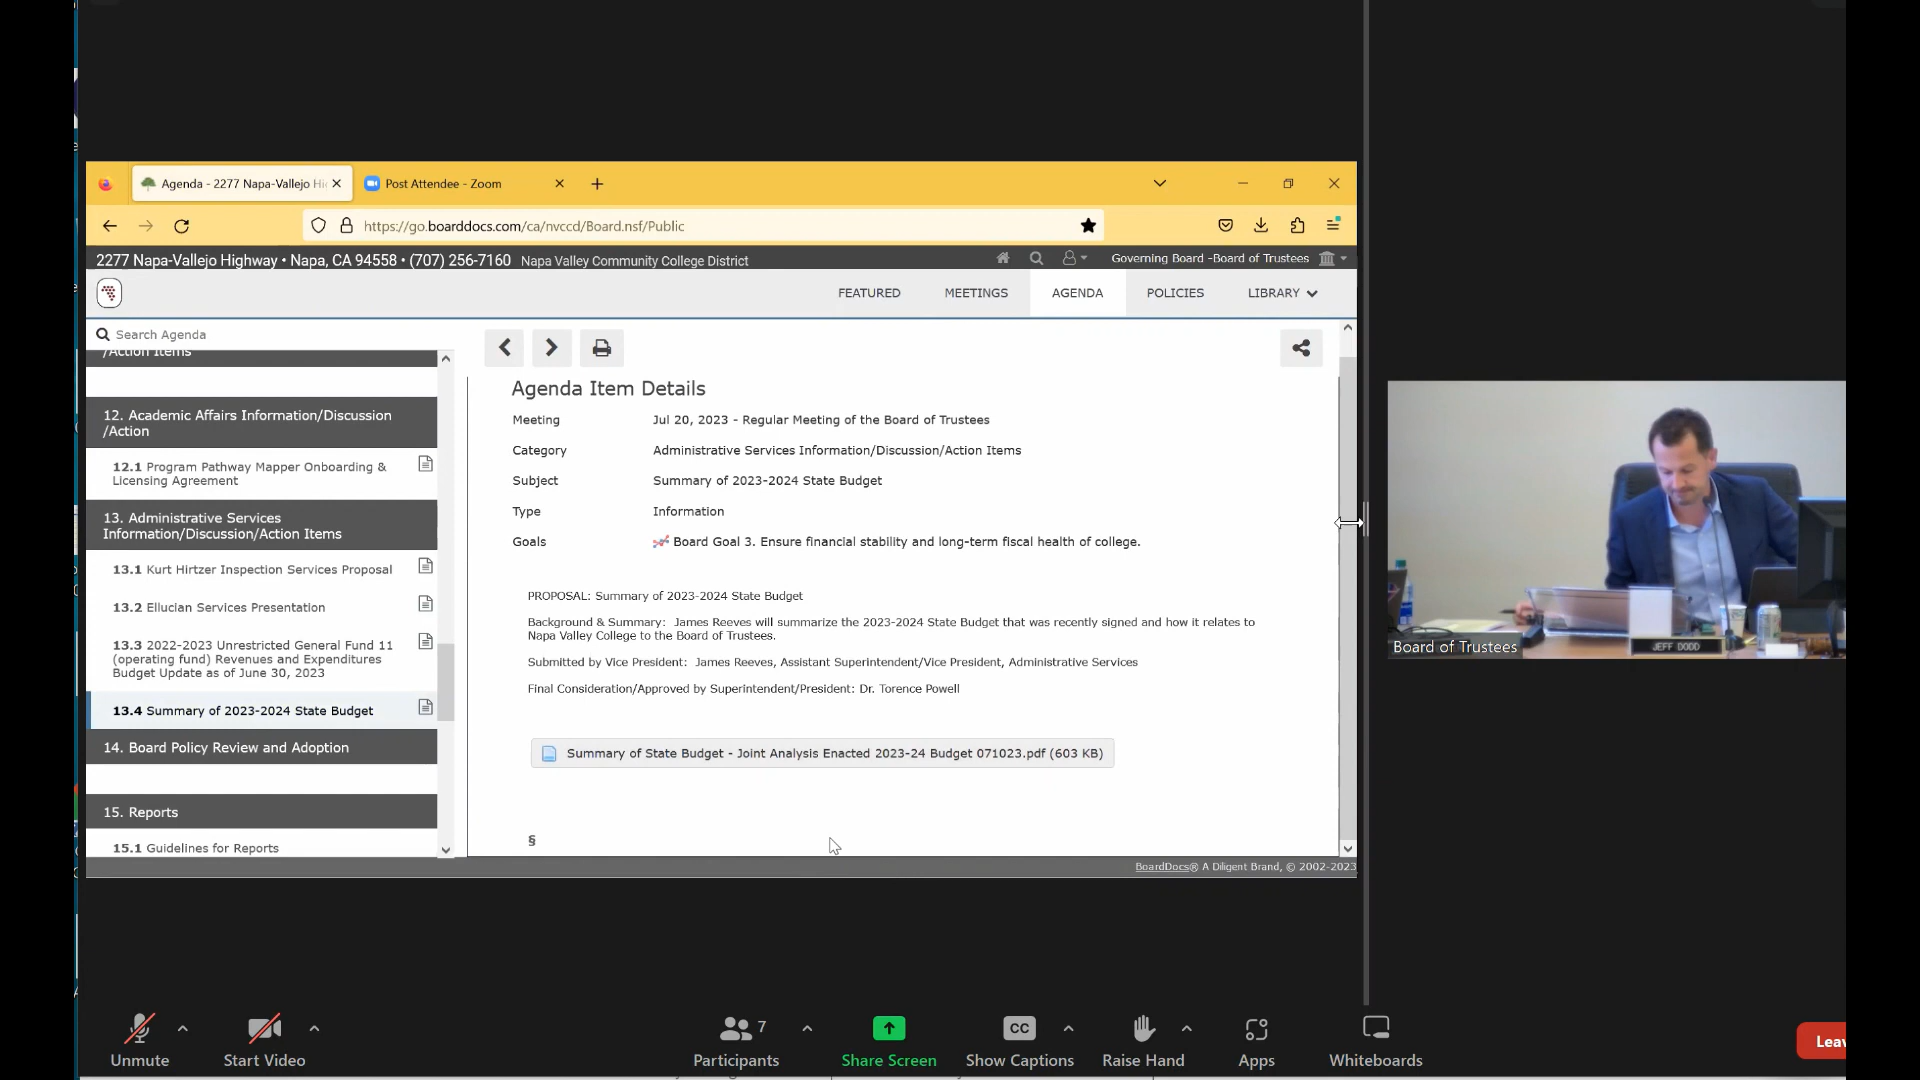 Agenda - 2277 Napa-Vallejo Hi
Post Attendee - Zoom
https://go.boarddocs.com/ca/nvccd/Board.nsf/Public
2277 Napa-Vallejo Highway • Napa, CA 94558 • (707) 256-7160 Napa Valley Community College District
Governing Board -Board of Trustees
FEATURED MEETINGS AGENDA POLICIES LIBRARY
Search Agenda
/Action Items
12. Academic Affairs Information/Discussion
/Action
12.1 Program Pathway Mapper Onboarding &
Licensing Agreement
13. Administrative Services
Information/Discussion/Action Items
13.1 Kurt Hirtzer Inspection Services Proposal
13.2 Ellucian Services Presentation
13.3 2022-2023 Unrestricted General Fund 11
(operating fund) Revenues and Expenditures
Budget Update as of June 30, 2023
13.4 Summary of 2023-2024 State Budget
14. Board Policy Review and Adoption
15. Reports
15.1 Guidelines for Reports
Agenda Item Details
Meeting Jul 20, 2023 - Regular Meeting of the Board of Trustees
Category Administrative Services Information/Discussion/Action Items
Subject Summary of 2023-2024 State Budget
Type Information
Goals Board Goal 3. Ensure financial stability and long-term fiscal health of college.
PROPOSAL: Summary of 2023-2024 State Budget
Background & Summary: James Reeves will summarize the 2023-2024 State Budget that was recently signed and how it relates to
Napa Valley College to the Board of Trustees.
Submitted by Vice President: James Reeves, Assistant Superintendent/Vice President, Administrative Services
Final Consideration/Approved by Superintendent/President: Dr. Torence Powell
Summary of State Budget - Joint Analysis Enacted 2023-24 Budget 071023.pdf (603 KB)
§
BoardDocs® A Diligent Brand, © 2002-2023
Board of Trustees
JEFF DODD
7
CC
Unmute
Start Video
Participants
Share Screen
Show Captions
Raise Hand
Apps
Whiteboards
Leav